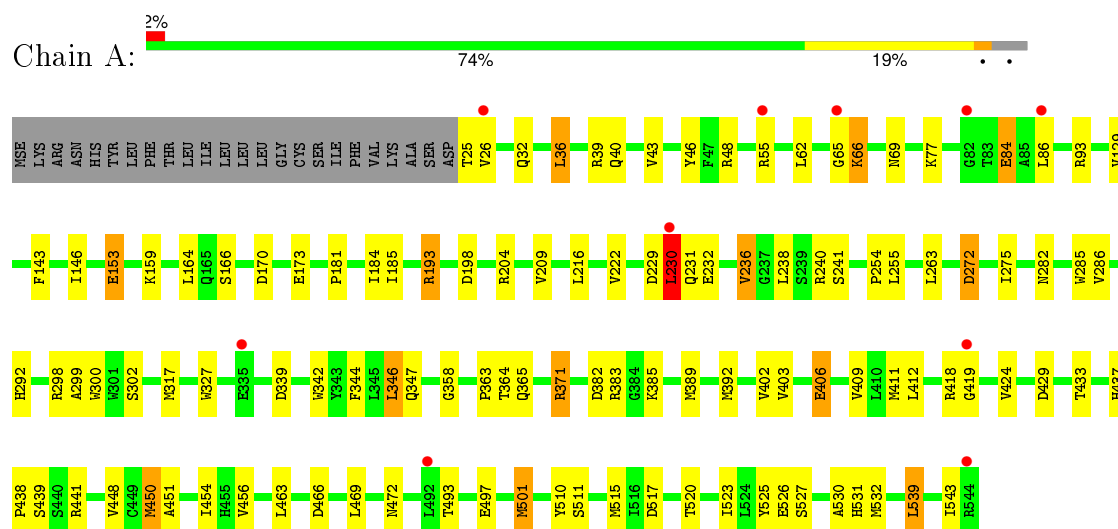 2%
Chain A:
74% 19% • •
MSE LYS ARG ASN HIS TYR LEU PHE THR LEU ILE LEU LEU LEU GLY CYS SER ILE PHE VAL LYS ALA SER ASP T25 V26 Q32 L36 R39 Q40 V43 Y46 F47 R48 R55 L62 G65 K66 N69 K77 G82 T83 E84 A85 L86 R93
F143 I146 E153 K159 L164 Q165 S166 D170 E173 P181 I184 I185 R193 D198 R204 V209 L216 V222 D229 L230 Q231 E232 V236 G237 L238 S239 R240 S241 P254 L255 L263 D272 I275 N282 W285 V286
H292 R298 A299 W300 W301 S302 M317 W327 E335 D339 W342 Y343 F344 L345 L346 Q347 G358 P363 T364 Q365 R371 D382 R383 G384 K385 M389 M392 V402 V403 E406 V409 L410 M411 L412 R418 G419 V424 D429 T433 H437
P438 S439 S440 R441 V448 C449 M450 A451 I454 H455 V456 L463 D466 L469 N472 L492 T493 E497 M501 Y510 S511 M515 I516 D517 T520 I523 L524 Y525 E526 S527 A530 H531 M532 L539 I543 R544